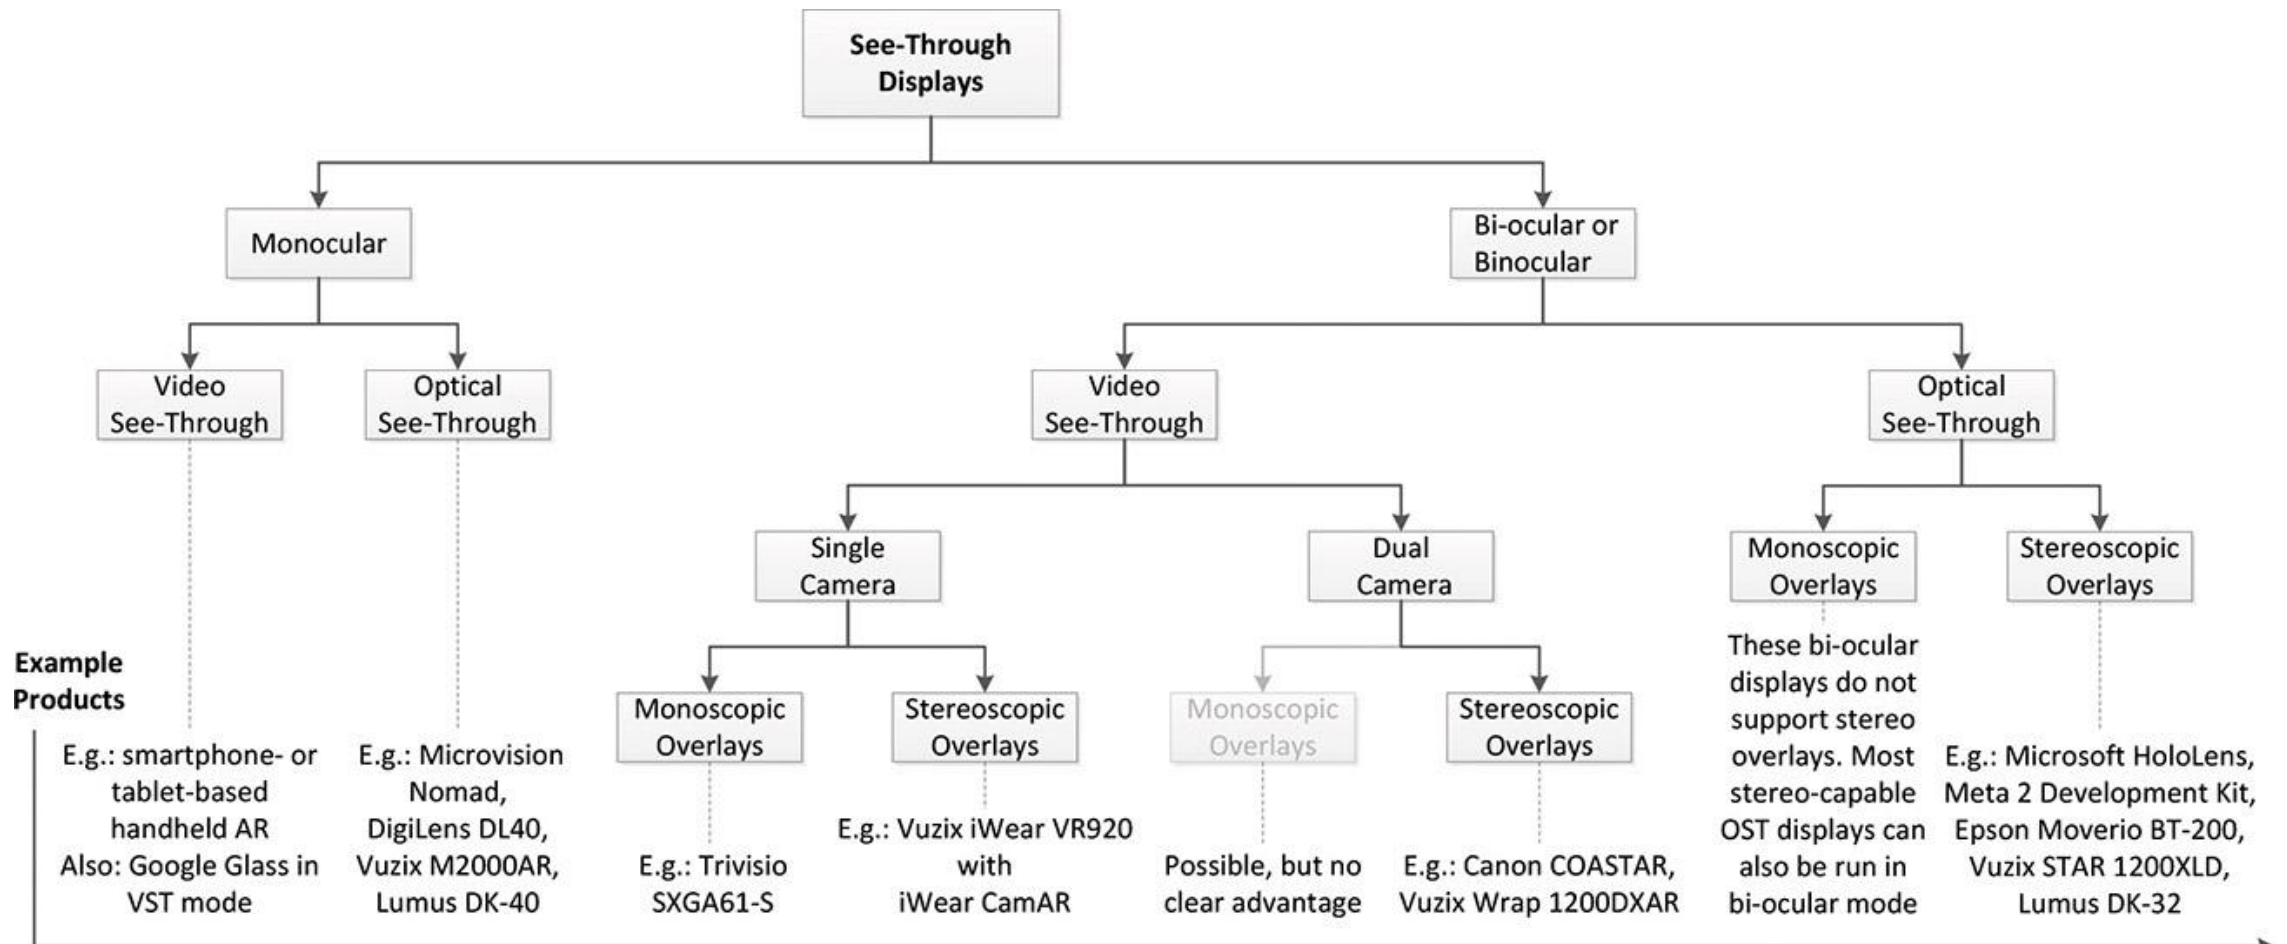 See-Through
Displays
Monocular
Bi-ocular or
Binocular
Video
See-Through
Optical
See-Through
Video
See-Through
Optical
See-Through
Single
Camera
Dual
Camera
Monoscopic
Overlays
Stereoscopic
Overlays
Monoscopic
Overlays
Stereoscopic
Overlays
Monoscopic
Overlays
Stereoscopic
Overlays
Example
Products
E.g.: smartphone- or
tablet-based
handheld AR
Also: Google Glass in
VST mode
E.g.: Microvision
Nomad,
DigiLens DL40,
Vuzix M2000AR,
Lumus DK-40
E.g.: Trivisio
SXGA61-S
E.g.: Vuzix iWear VR920
with
iWear CamAR
Possible, but no
clear advantage
E.g.: Canon COASTAR,
Vuzix Wrap 1200DXAR
These bi-ocular
displays do not
support stereo
overlays. Most
stereo-capable
OST displays can
also be run in
bi-ocular mode
E.g.: Microsoft HoloLens,
Meta 2 Development Kit,
Epson Moverio BT-200,
Vuzix STAR 1200XLD,
Lumus DK-32